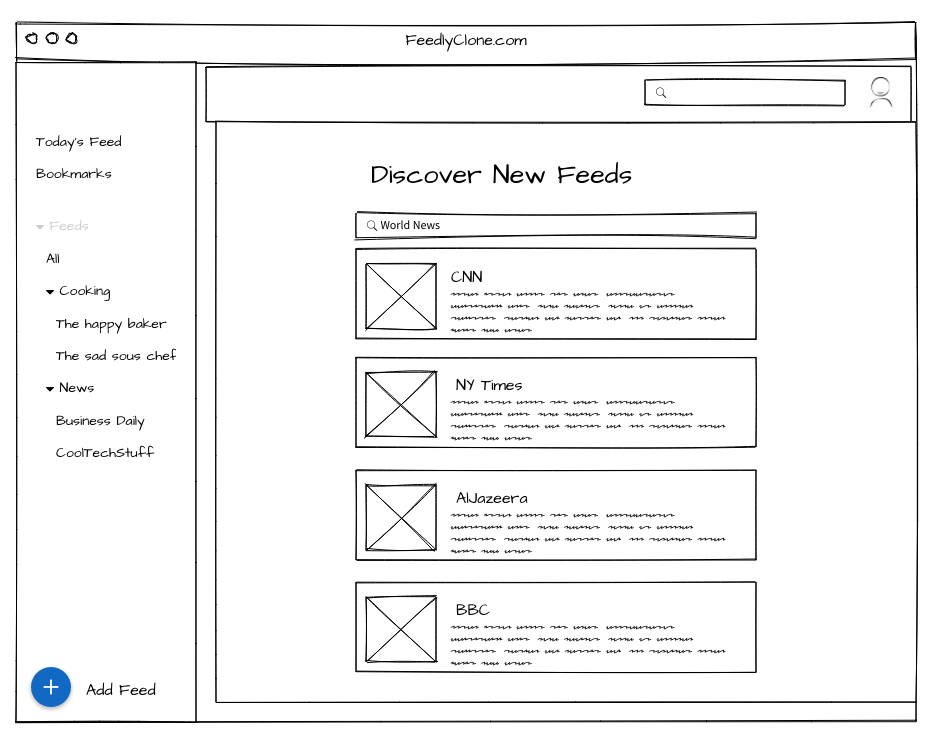 FeedlyClone.com
Today's Feed
Bookmarks
Feeds
All
Cooking
The happy baker
The sad sous chef
News
Business Daily
CoolTechStuff
Add Feed
Discover New Feeds
World News
CNN
NY Times
AlJazeera
BBC